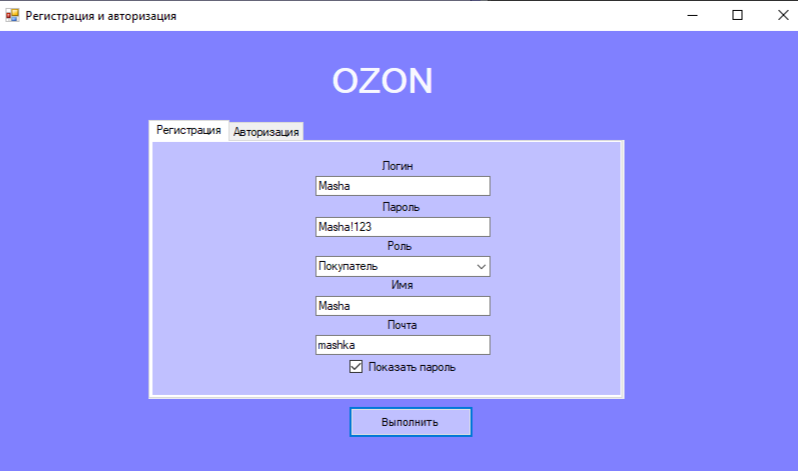 Регистрация и авторизация
OZON
Регистрация Авторизация
Логин
Masha
Пароль
Masha!123
Роль
Покупатель
Имя
Masha
Почта
mashka
Показать пароль
Выполнить